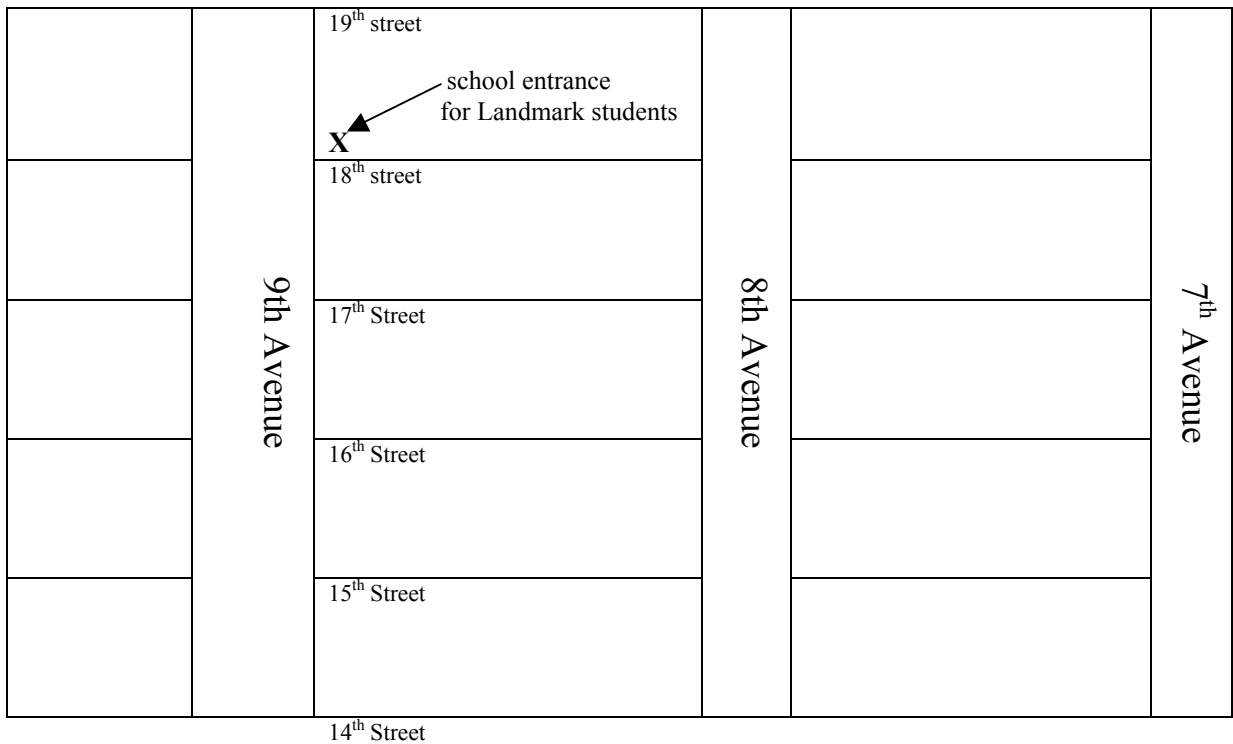 19th street
school entrance
for Landmark students
X
18th street
9th Avenue
8th Avenue
7th Avenue
17th Street
16th Street
15th Street
14th Street